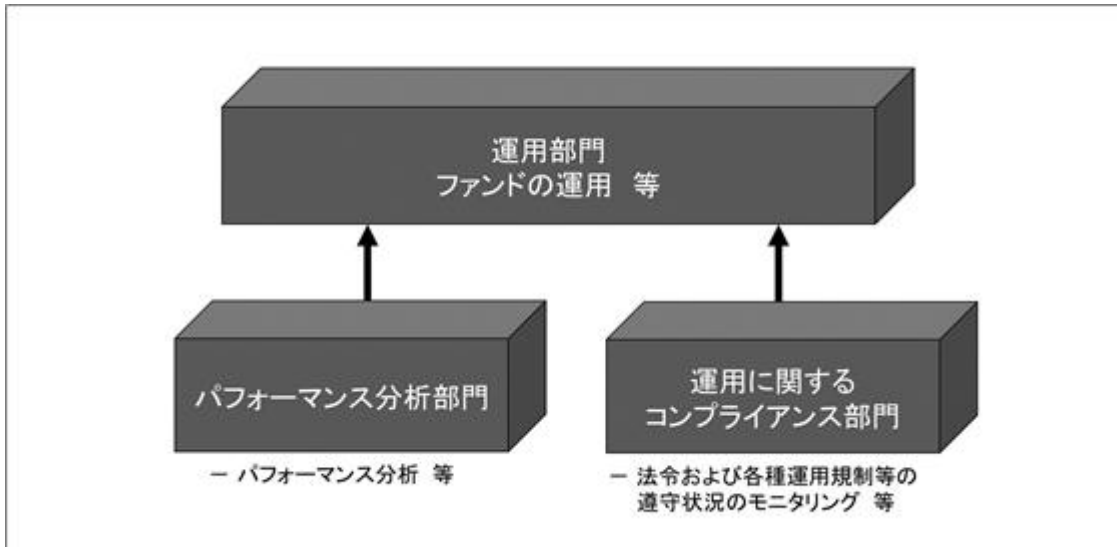 運用部門
ファンドの運用　等
パフォーマンス分析部門
－ パフォーマンス分析　等
運用に関する
コンプライアンス部門
－ 法令および各種運用規制等の
遵守状況のモニタリング　等